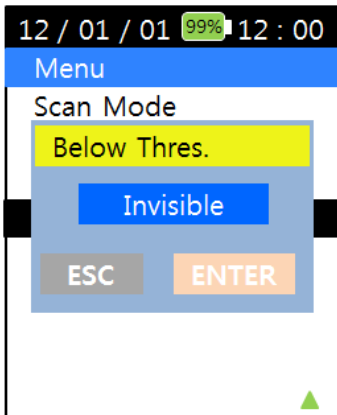 12 / 01 / 01 99% 12 : 00
Menu
Scan Mode
Below Thres.
Invisible
ESC ENTER